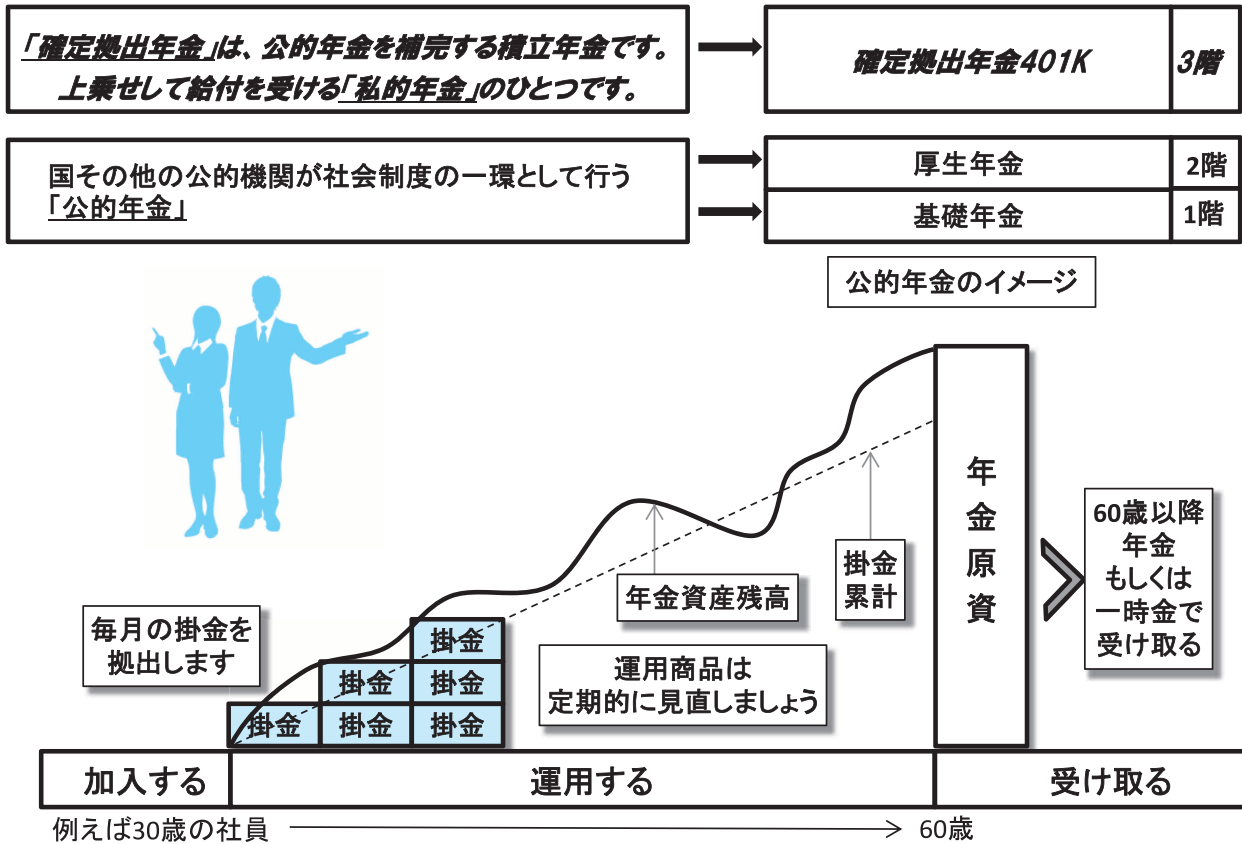 「確定拠出年金」は、公的年金を補完する積立年金です。
上乗せして給付を受ける「私的年金」のひとつです。
確定拠出年金401K
3階
国その他の公的機関が社会制度の一環として行う
「公的年金」
厚生年金
2階
基礎年金
1階
公的年金のイメージ
毎月の掛金を
拠出します
掛金
掛金
掛金
掛金
掛金
掛金
年金資産残高
掛金
累計
運用商品は
定期的に見直しましょう
年
金
原
資
60歳以降
年金
もしくは
一時金で
受け取る
加入する
運用する
受け取る
例えば30歳の社員
60歳